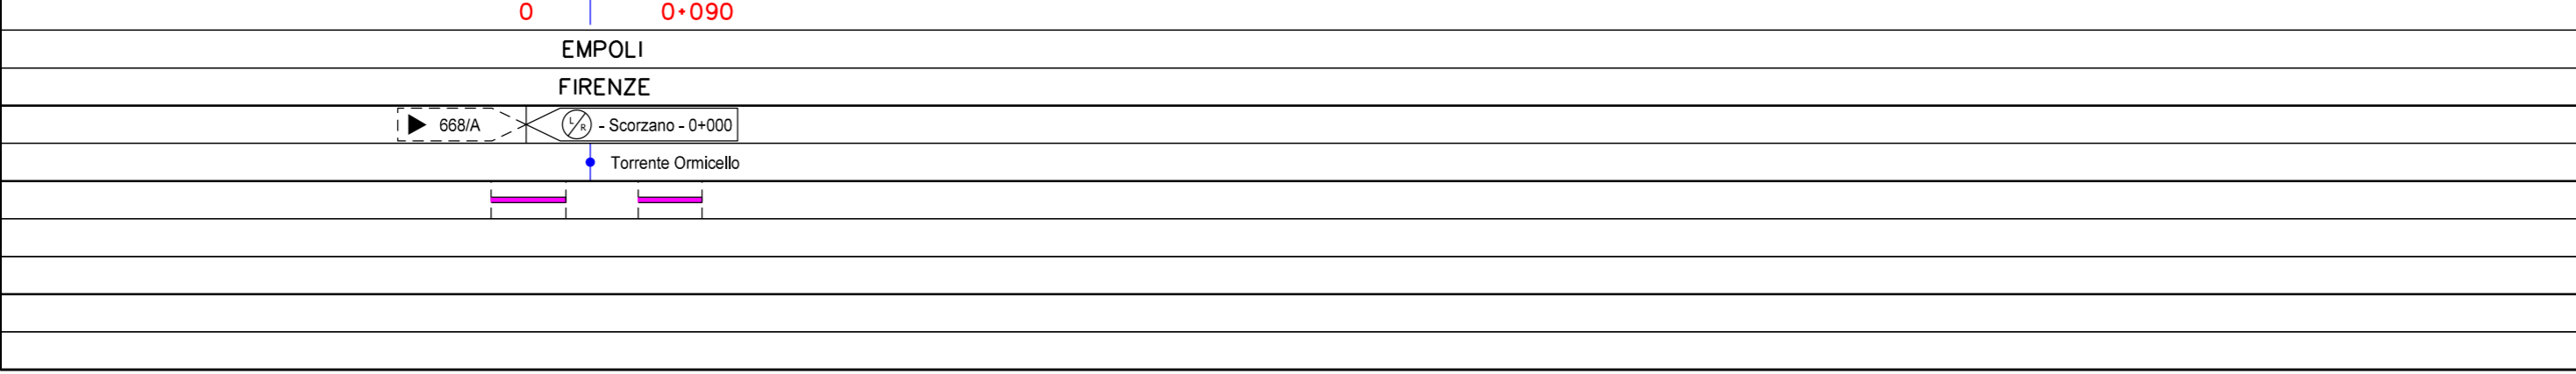 0 0+090
EMPOLI
FIRENZE
668/A L/R - Scorzano - 0+000
Torrente Ormicello